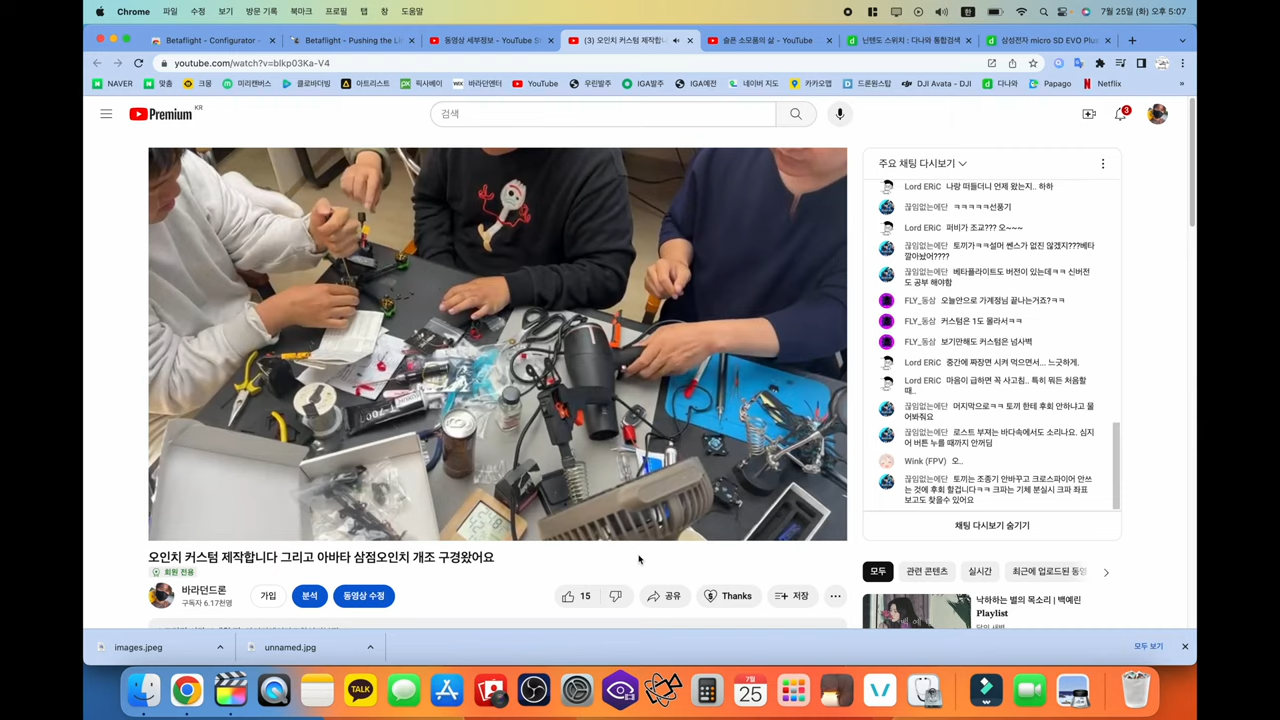 Chrome 파일 수정 보기 방문 기록 북마크 프로필 탭 창 도움말
한 7월 25일 (화) 오후 5:07
Betaflight - Configurator -
Betaflight - Pushing the Li
동영상 세부정보 - YouTube St
(3) 오인치 커스텀 제작합니
슬픈 소모품의 삶 - YouTube
닌텐도 스위치 : 다나와 통합검색
삼성전자 micro SD EVO Plus
youtube.com/watch?v=blkp03Ka-V4
NAVER 맞춤 크몽 미리캔버스 클로바더빙 아트리스트 픽사베이 바라던엔터 YouTube 우리발주 IGA발주 IGA예전 네이버 지도 카카오맵 드론원스탑 DJI Avata - DJI 다나와 Papago Netflix
Premium KR
검색
3
주요 채팅 다시보기
Lord ERiC 나랑 떠들더니 언제 왔는지.. 하하
끊임없는에단 ㅋㅋㅋㅋㅋ선풍기
Lord ERiC 퍼비가 조교??? 오~~~
끊임없는에단 토끼가ㅋㅋ설머 쎈스가 없진 않겠지???베타
깔아놨어????
끊임없는에단 베타플라이트도 버전이 있는데ㅋㅋ 신버전
도 공부 해야함
FLY_동삼 오늘안으로 가계정님 끝나는거죠?ㅋㅋ
FLY_동삼 커스텀은 1도 몰라서ㅋㅋ
FLY_동삼 보기만해도 커스텀은 넘사벽
Lord ERiC 중간에 짜장면 시켜 먹으면서... 느긋하게.
Lord ERiC 마음이 급하면 꼭 사고침.. 특히 뭐든 처음할
때..
끊임없는에단 머지막으로ㅋㅋ 토끼 한테 후회 안하냐고 물
어봐줘요
끊임없는에단 로스트 부져는 바다속에서도 소리나요. 심지
어 버튼 누를 때까지 안꺼딤
Wink (FPV) 오..
끊임없는에단 토끼는 조종기 안바꾸고 크로스파이어 안쓰
는 것에 후회 할겁니다ㅋㅋ 크파는 기체 분실시 크파 좌표
보고도 찾을수 있어요
채팅 다시보기 숨기기
오인치 커스텀 제작합니다 그리고 아바타 삼점오인치 개조 구경왔어요
회원 전용
바라던드론
구독자 6.17천명
가입 분석 동영상 수정 15 공유 Thanks 저장
모두 관련 콘텐츠 실시간 최근에 업로드된 동영
낙하하는 별의 목소리 | 백예린
Playlist
images.jpeg
unnamed.jpg
모두 보기
TALK
7월
25